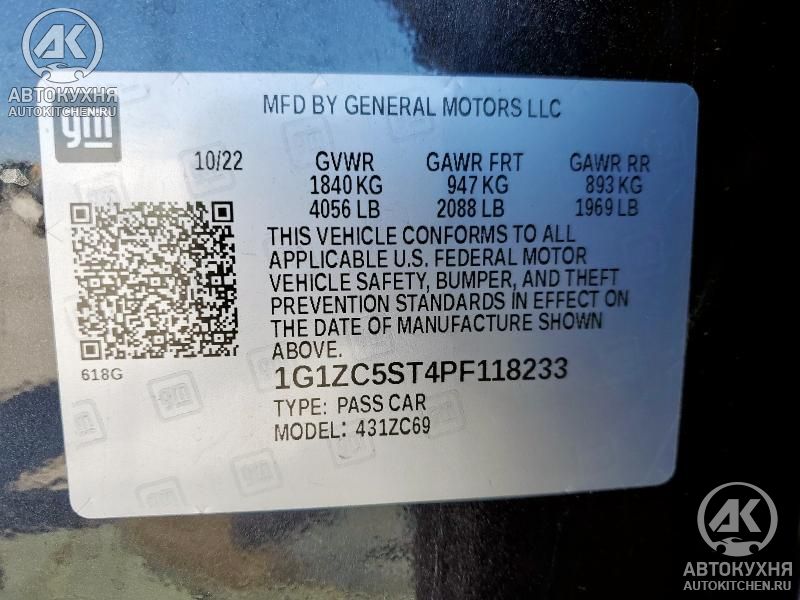 AK
АВТОКУХНЯ
AUTOKITCHEN.RU
gm
MFD BY GENERAL MOTORS LLC
10/22 GVWR GAWR FRT GAWR RR
1840 KG 947 KG 893 KG
4056 LB 2088 LB 1969 LB
THIS VEHICLE CONFORMS TO ALL
APPLICABLE U.S. FEDERAL MOTOR
VEHICLE SAFETY, BUMPER, AND THEFT
PREVENTION STANDARDS IN EFFECT ON
THE DATE OF MANUFACTURE SHOWN
ABOVE.
618G
1G1ZC5ST4PF118233
TYPE: PASS CAR
MODEL: 431ZC69
AK
АВТОКУХНЯ
AUTOKITCHEN.RU